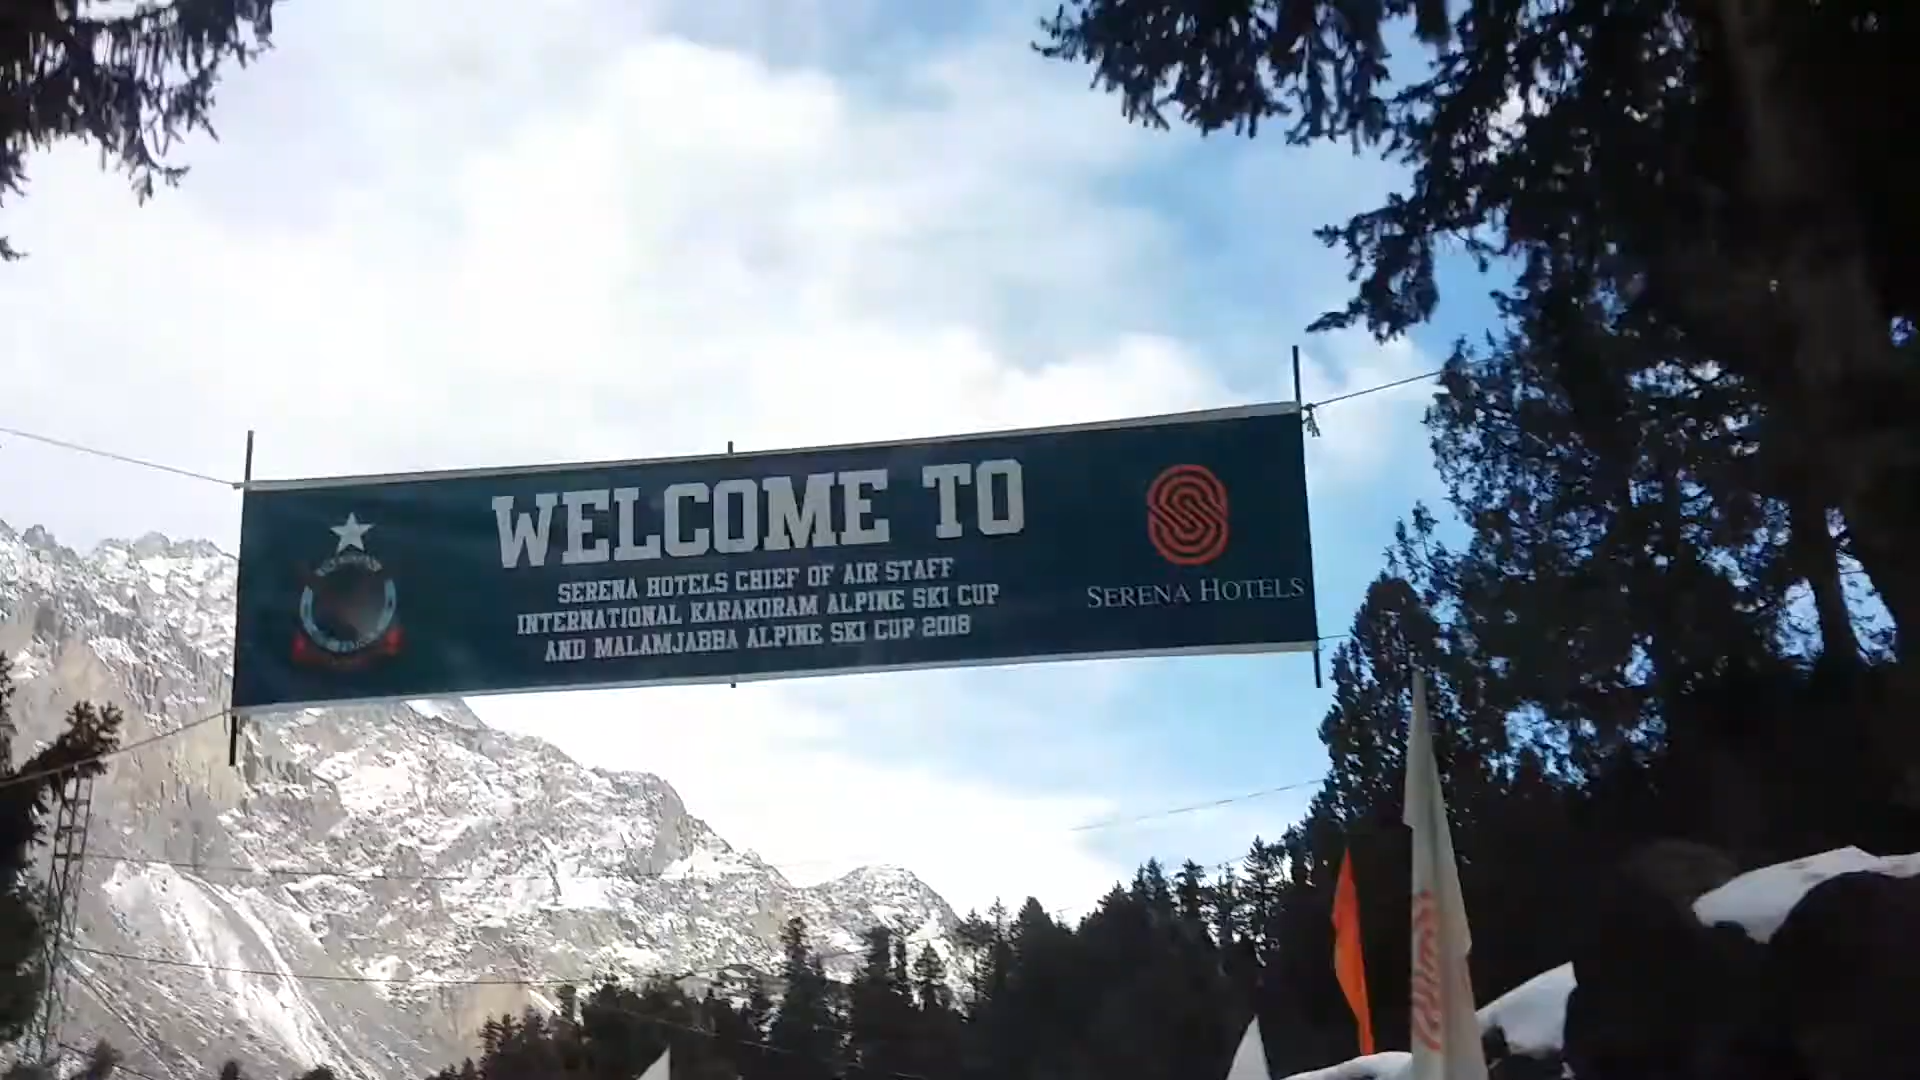 WELCOME TO
SERENA HOTELS CHIEF OF AIR STAFF
INTERNATIONAL KARAKORAM ALPINE SKI CUP
AND MALAMJABBA ALPINE SKI CUP 2018
SERENA HOTELS